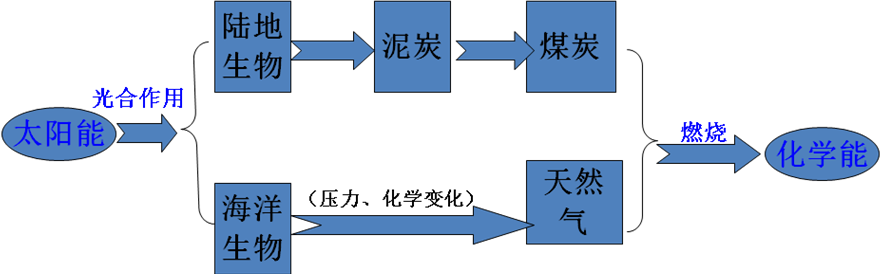 太阳能
光合作用
陆地
生物
泥炭
煤炭
海洋
生物
(压力、化学变化)
天然
气
燃烧
化学能